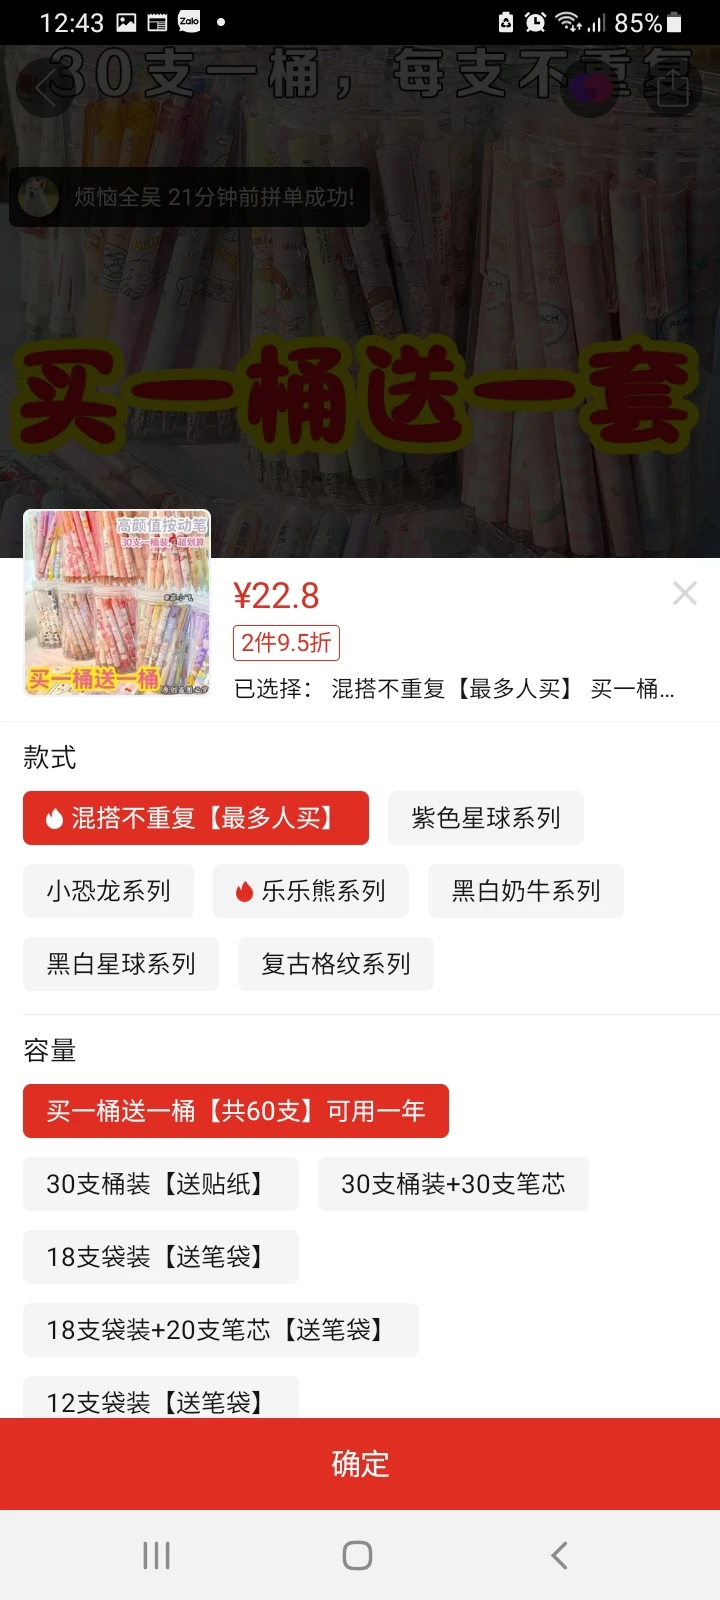 12:43
Zalo
85%
30支一桶，每支不重复
烦恼全吴 21分钟前拼单成功!
买一桶送一套
高颜值按动笔
30支一桶装，超划算
买一桶送一桶
¥22.8
2件9.5折
已选择： 混搭不重复【最多人买】 买一桶...
款式
混搭不重复【最多人买】
紫色星球系列
小恐龙系列
乐乐熊系列
黑白奶牛系列
黑白星球系列
复古格纹系列
容量
买一桶送一桶【共60支】可用一年
30支桶装【送贴纸】
30支桶装+30支笔芯
18支袋装【送笔袋】
18支袋装+20支笔芯【送笔袋】
12支袋装【送笔袋】
确定